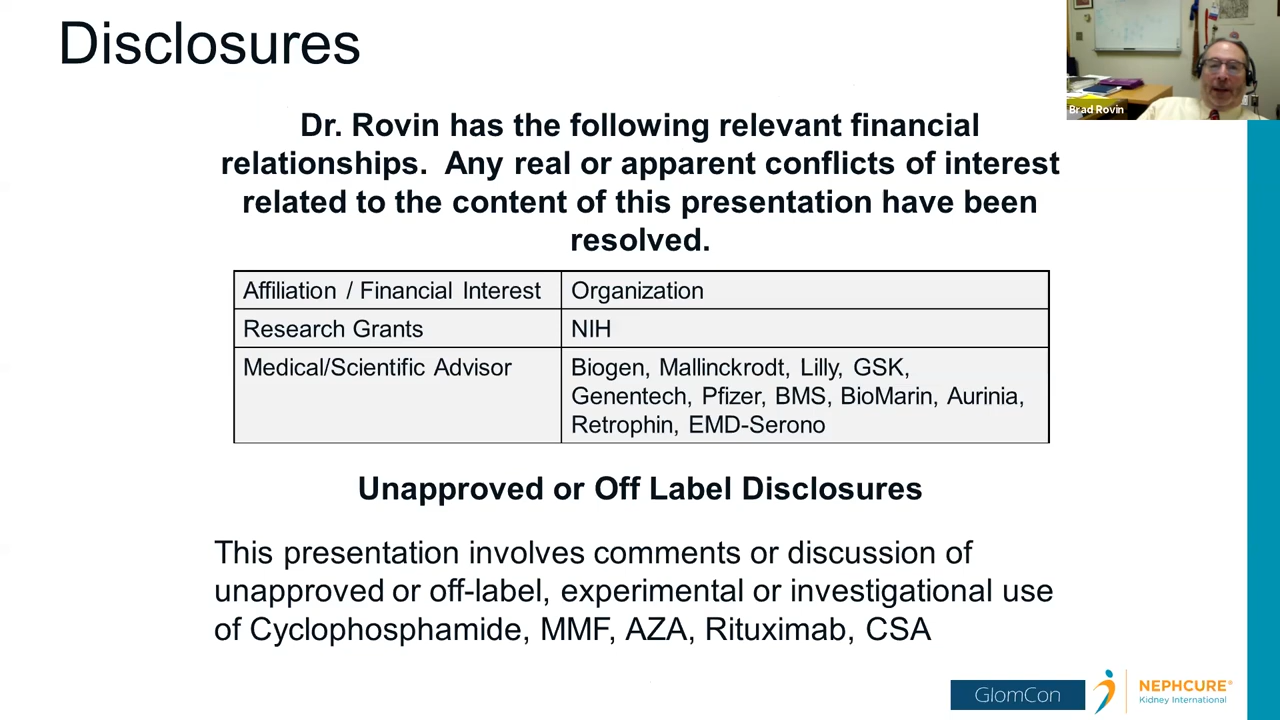 Disclosures
Brad Rovin
Dr. Rovin has the following relevant financial
relationships. Any real or apparent conflicts of interest
related to the content of this presentation have been
resolved.
Affiliation / Financial Interest Organization
Research Grants NIH
Medical/Scientific Advisor Biogen, Mallinckrodt, Lilly, GSK,
Genentech, Pfizer, BMS, BioMarin, Aurinia,
Retrophin, EMD-Serono
Unapproved or Off Label Disclosures
This presentation involves comments or discussion of
unapproved or off-label, experimental or investigational use
of Cyclophosphamide, MMF, AZA, Rituximab, CSA
GlomCon
NEPHCURE®
Kidney International